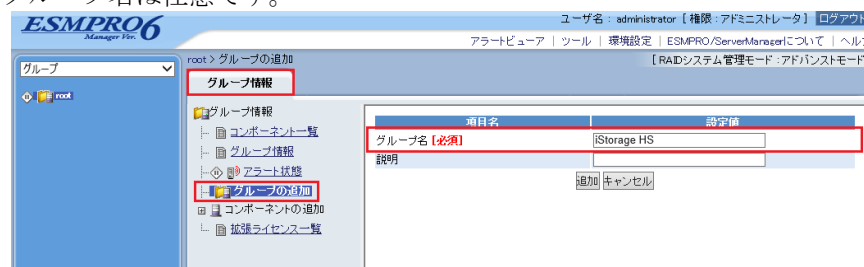 グループ名は任意です。
ESMPRO6
Manager Ver.
ユーザ名 : administrator [ 権限 : アドミニストレータ ] ログアウト
アラートビューア | ツール | 環境設定 | ESMPRO/ServerManagerについて | ヘル
グループ
root > グループの追加
[ RAIDシステム管理モード : アドバンストモード
root
グループ情報
グループ情報
コンポーネント一覧
グループ情報
アラート状態
グループの追加
コンポーネントの追加
拡張ライセンス一覧
項目名 設定値
グループ名 [必須] iStorage HS
説明
追加 キャンセル